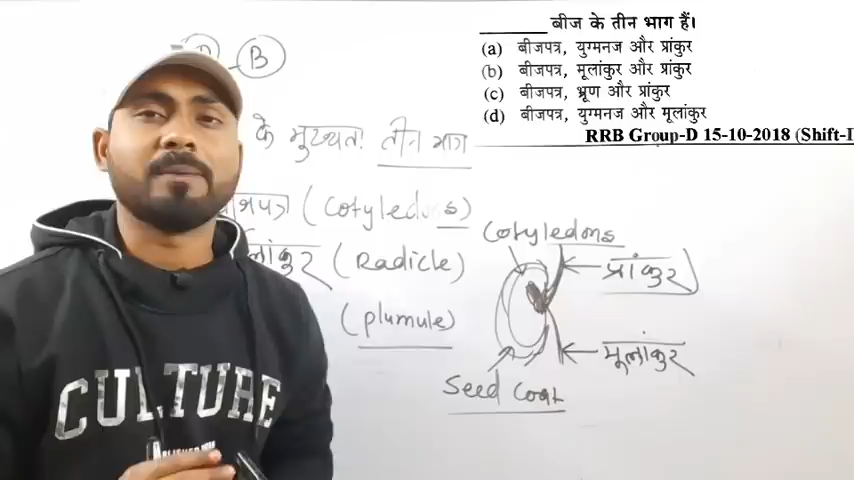 _______ बीज के तीन भाग हैं।
(a) बीजपत्र, युग्मनज और प्रांकुर
(b) बीजपत्र, मूलांकुर और प्रांकुर
(c) बीजपत्र, भ्रूण और प्रांकुर
(d) बीजपत्र, युग्मनज और मूलांकुर
RRB Group-D 15-10-2018 (Shift-I
B
के मुख्यतः तीन भाग
(Cotyledons)
(Radicle)
(plumule)
Cotyledons
प्रांकुर
मूलांकुर
Seed coat
CULTURE